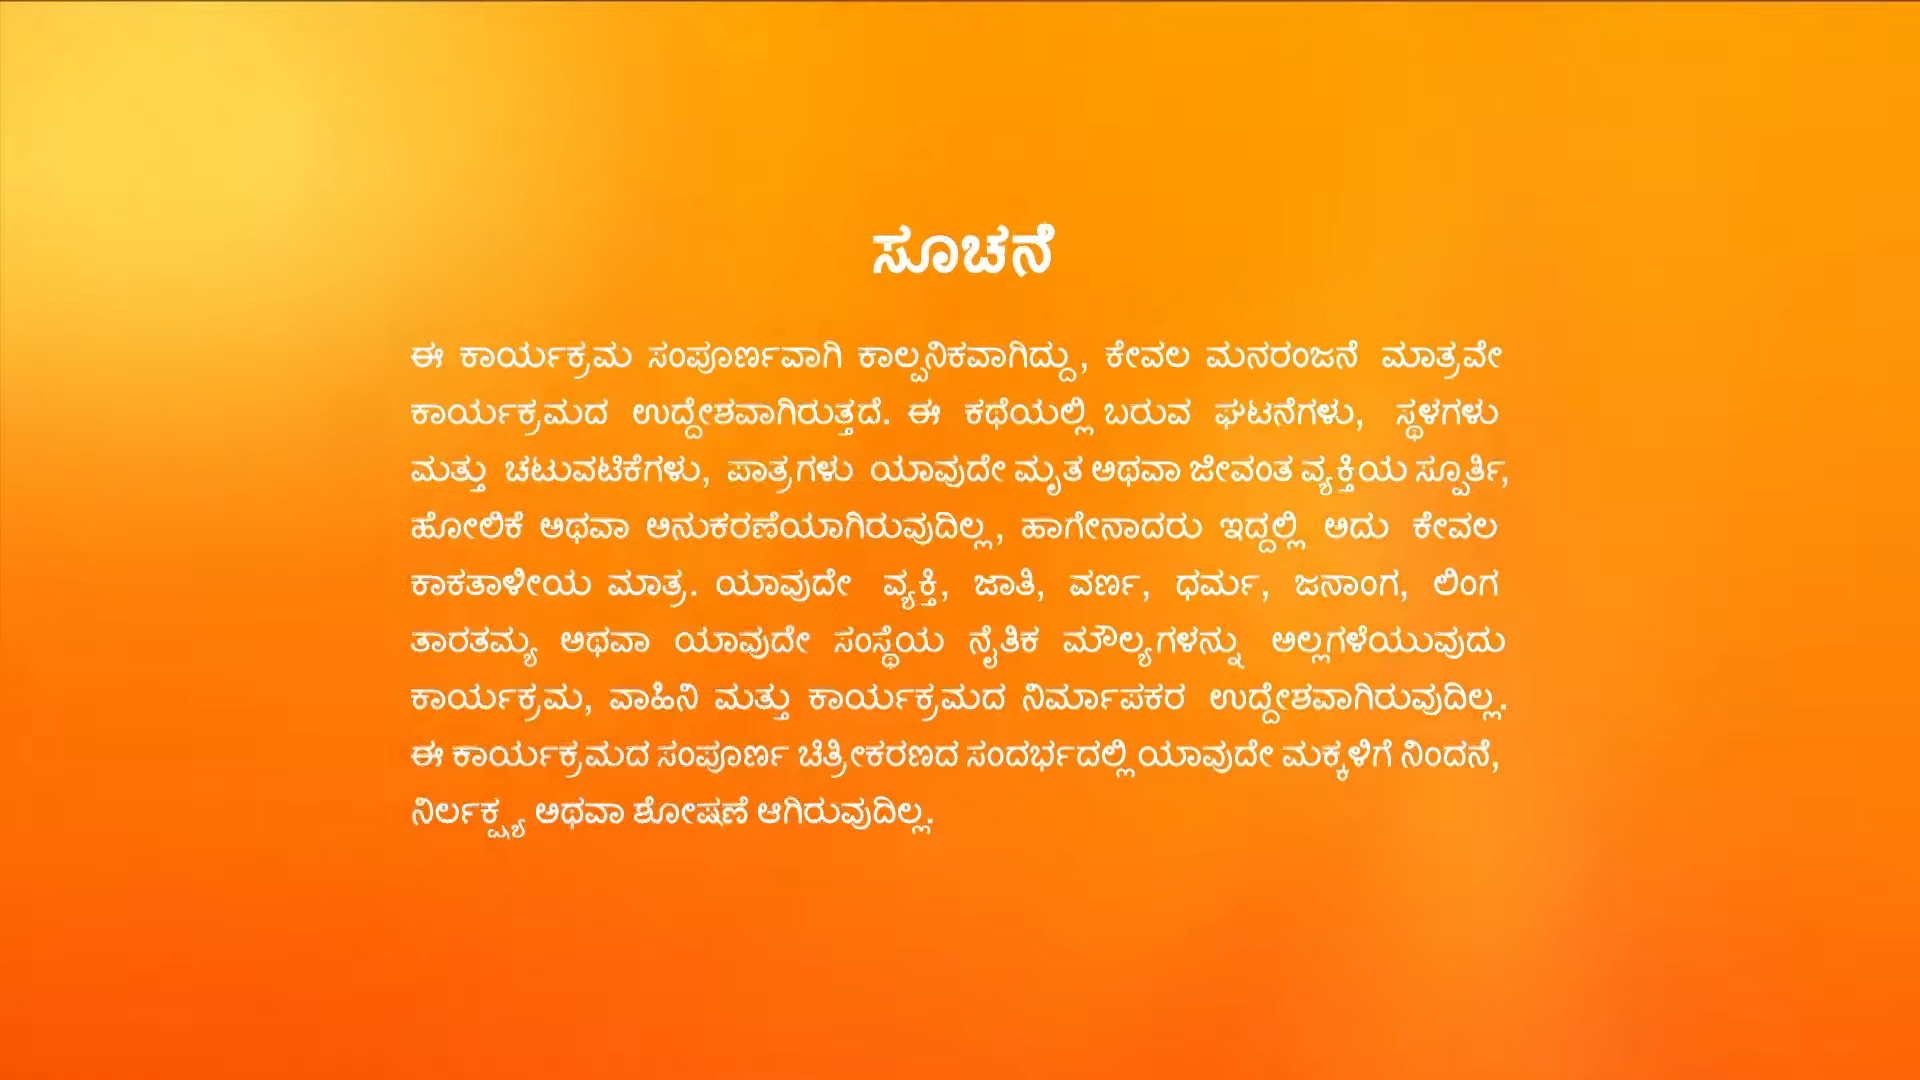 ಸೂಚನೆ
ಈ ಕಾರ್ಯಕ್ರಮ ಸಂಪೂರ್ಣವಾಗಿ ಕಾಲ್ಪನಿಕವಾಗಿದ್ದು, ಕೇವಲ ಮನರಂಜನೆ ಮಾತ್ರವೇ
ಕಾರ್ಯಕ್ರಮದ ಉದ್ದೇಶವಾಗಿರುತ್ತದೆ. ಈ ಕಥೆಯಲ್ಲಿ ಬರುವ ಘಟನೆಗಳು, ಸ್ಥಳಗಳು
ಮತ್ತು ಚಟುವಟಿಕೆಗಳು, ಪಾತ್ರಗಳು ಯಾವುದೇ ಮೃತ ಅಥವಾ ಜೀವಂತ ವ್ಯಕ್ತಿಯ ಸ್ಪೂರ್ತಿ,
ಹೋಲಿಕೆ ಅಥವಾ ಅನುಕರಣೆಯಾಗಿರುವುದಿಲ್ಲ, ಹಾಗೇನಾದರು ಇದ್ದಲ್ಲಿ ಅದು ಕೇವಲ
ಕಾಕತಾಳೀಯ ಮಾತ್ರ. ಯಾವುದೇ ವ್ಯಕ್ತಿ, ಜಾತಿ, ವರ್ಣ, ಧರ್ಮ, ಜನಾಂಗ, ಲಿಂಗ
ತಾರತಮ್ಯ ಅಥವಾ ಯಾವುದೇ ಸಂಸ್ಥೆಯ ನೈತಿಕ ಮೌಲ್ಯಗಳನ್ನು ಅಲ್ಲಗಳೆಯುವುದು
ಕಾರ್ಯಕ್ರಮ, ವಾಹಿನಿ ಮತ್ತು ಕಾರ್ಯಕ್ರಮದ ನಿರ್ಮಾಪಕರ ಉದ್ದೇಶವಾಗಿರುವುದಿಲ್ಲ.
ಈ ಕಾರ್ಯಕ್ರಮದ ಸಂಪೂರ್ಣ ಚಿತ್ರೀಕರಣದ ಸಂದರ್ಭದಲ್ಲಿ ಯಾವುದೇ ಮಕ್ಕಳಿಗೆ ನಿಂದನೆ,
ನಿರ್ಲಕ್ಷ್ಯ ಅಥವಾ ಶೋಷಣೆ ಆಗಿರುವುದಿಲ್ಲ.